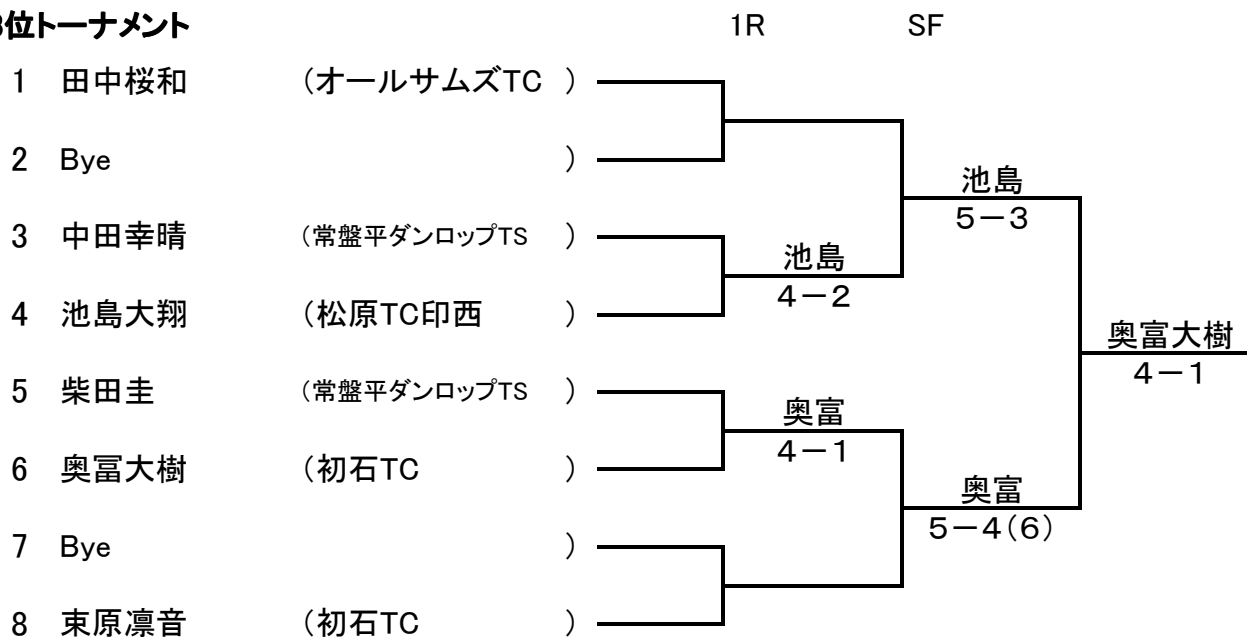 位トーナメント 1R SF
1 田中桜和 (オールサムズTC )
2 Bye )
池島
3 中田幸晴 (常盤平ダンロップTS ) 5-3
池島
4 池島大翔 (松原TC印西 ) 4-2
奥富大樹
5 柴田圭 (常盤平ダンロップTS ) 4-1
奥富
6 奥冨大樹 (初石TC ) 4-1
奥富
7 Bye ) 5-4(6)
8 束原凛音 (初石TC )